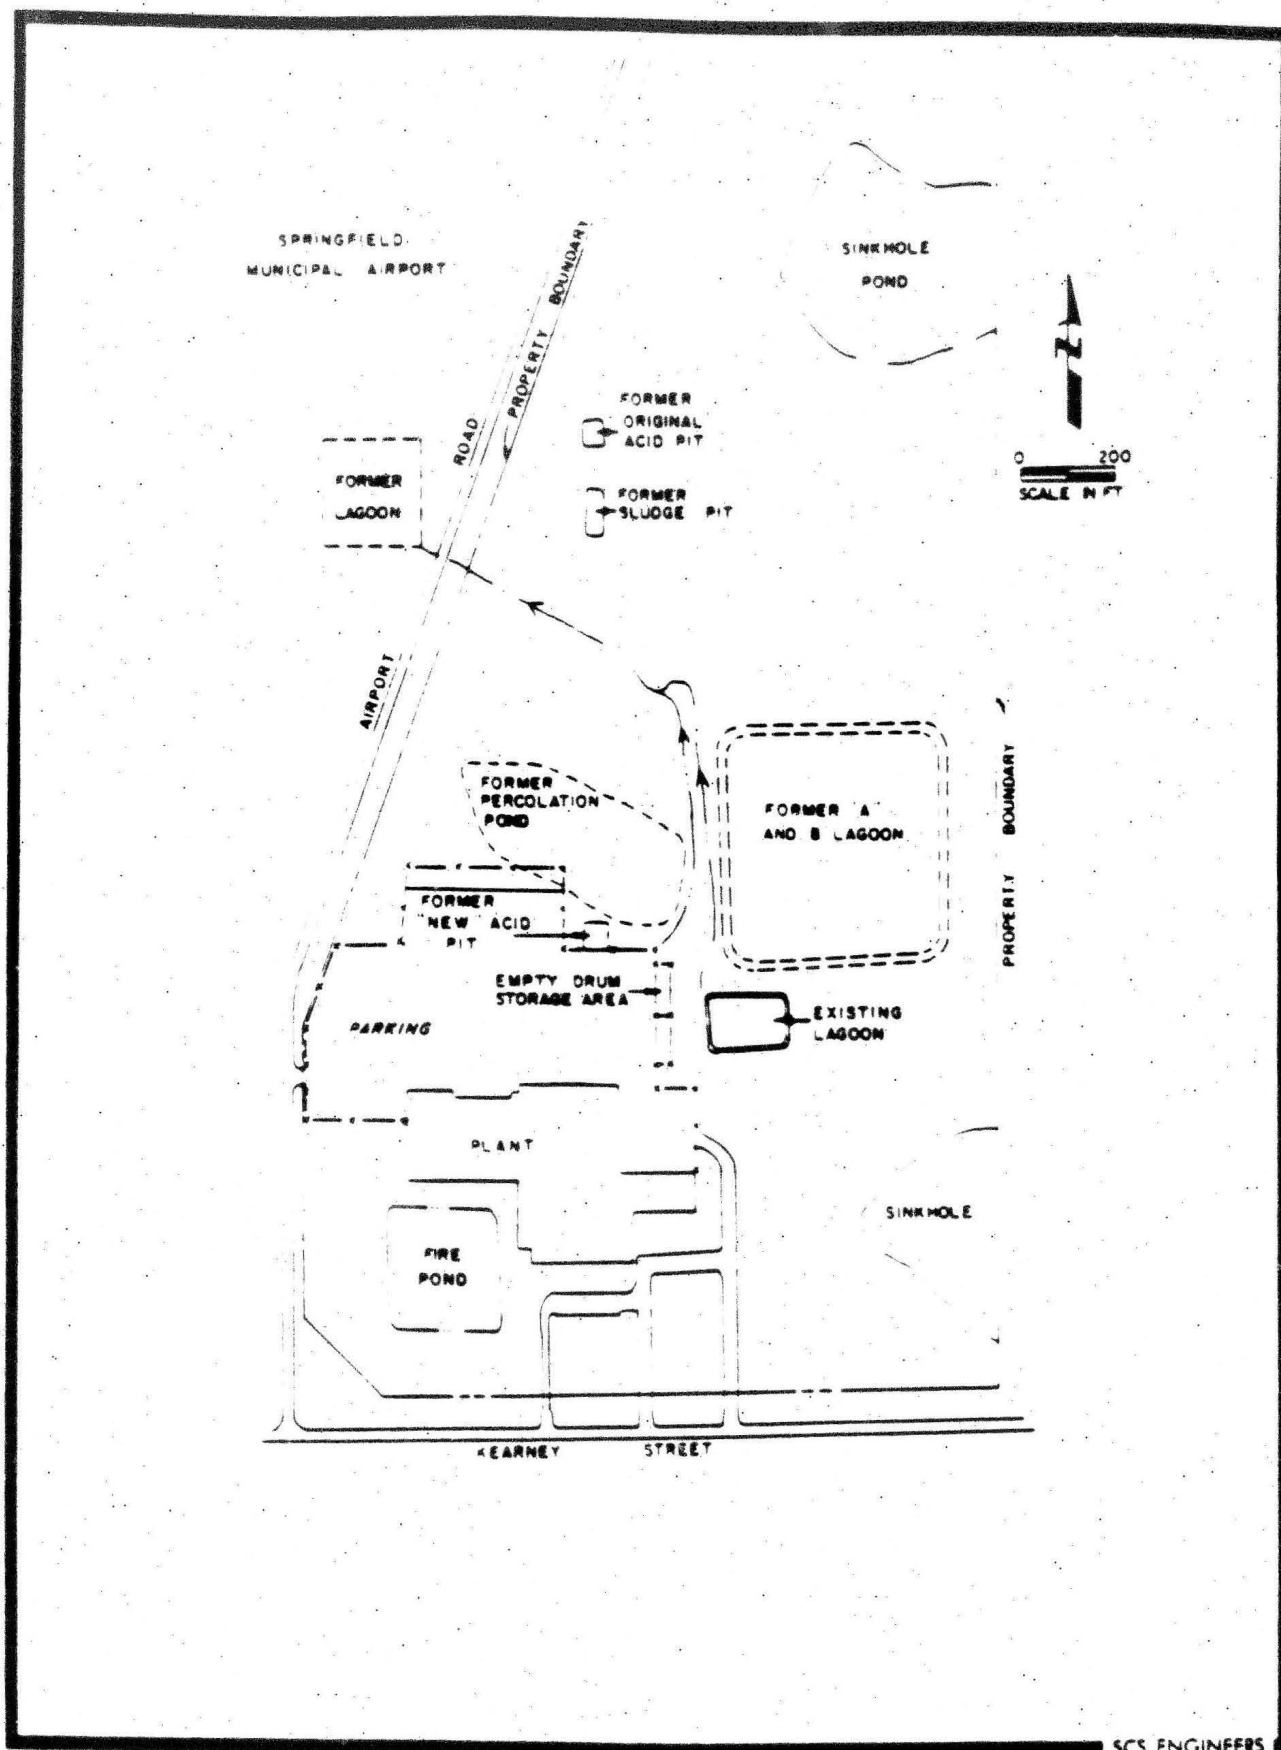 SPRINGFIELD
MUNICIPAL AIRPORT
SINKHOLE
POND
PROPERTY BOUNDARY
ROAD
AIRPORT
N
0 200
SCALE IN FT
FORMER
ORIGINAL
ACID PIT
FORMER
SLUDGE PIT
FORMER
LAGOON
FORMER
PERCOLATION
POND
FORMER "A"
AND B LAGOON
PROPERTY BOUNDARY
FORMER
"NEW" ACID
PIT
EMPTY DRUM
STORAGE AREA
EXISTING
LAGOON
PARKING
PLANT
SINKHOLE
FIRE
POND
KEARNEY STREET
SCS ENGINEERS